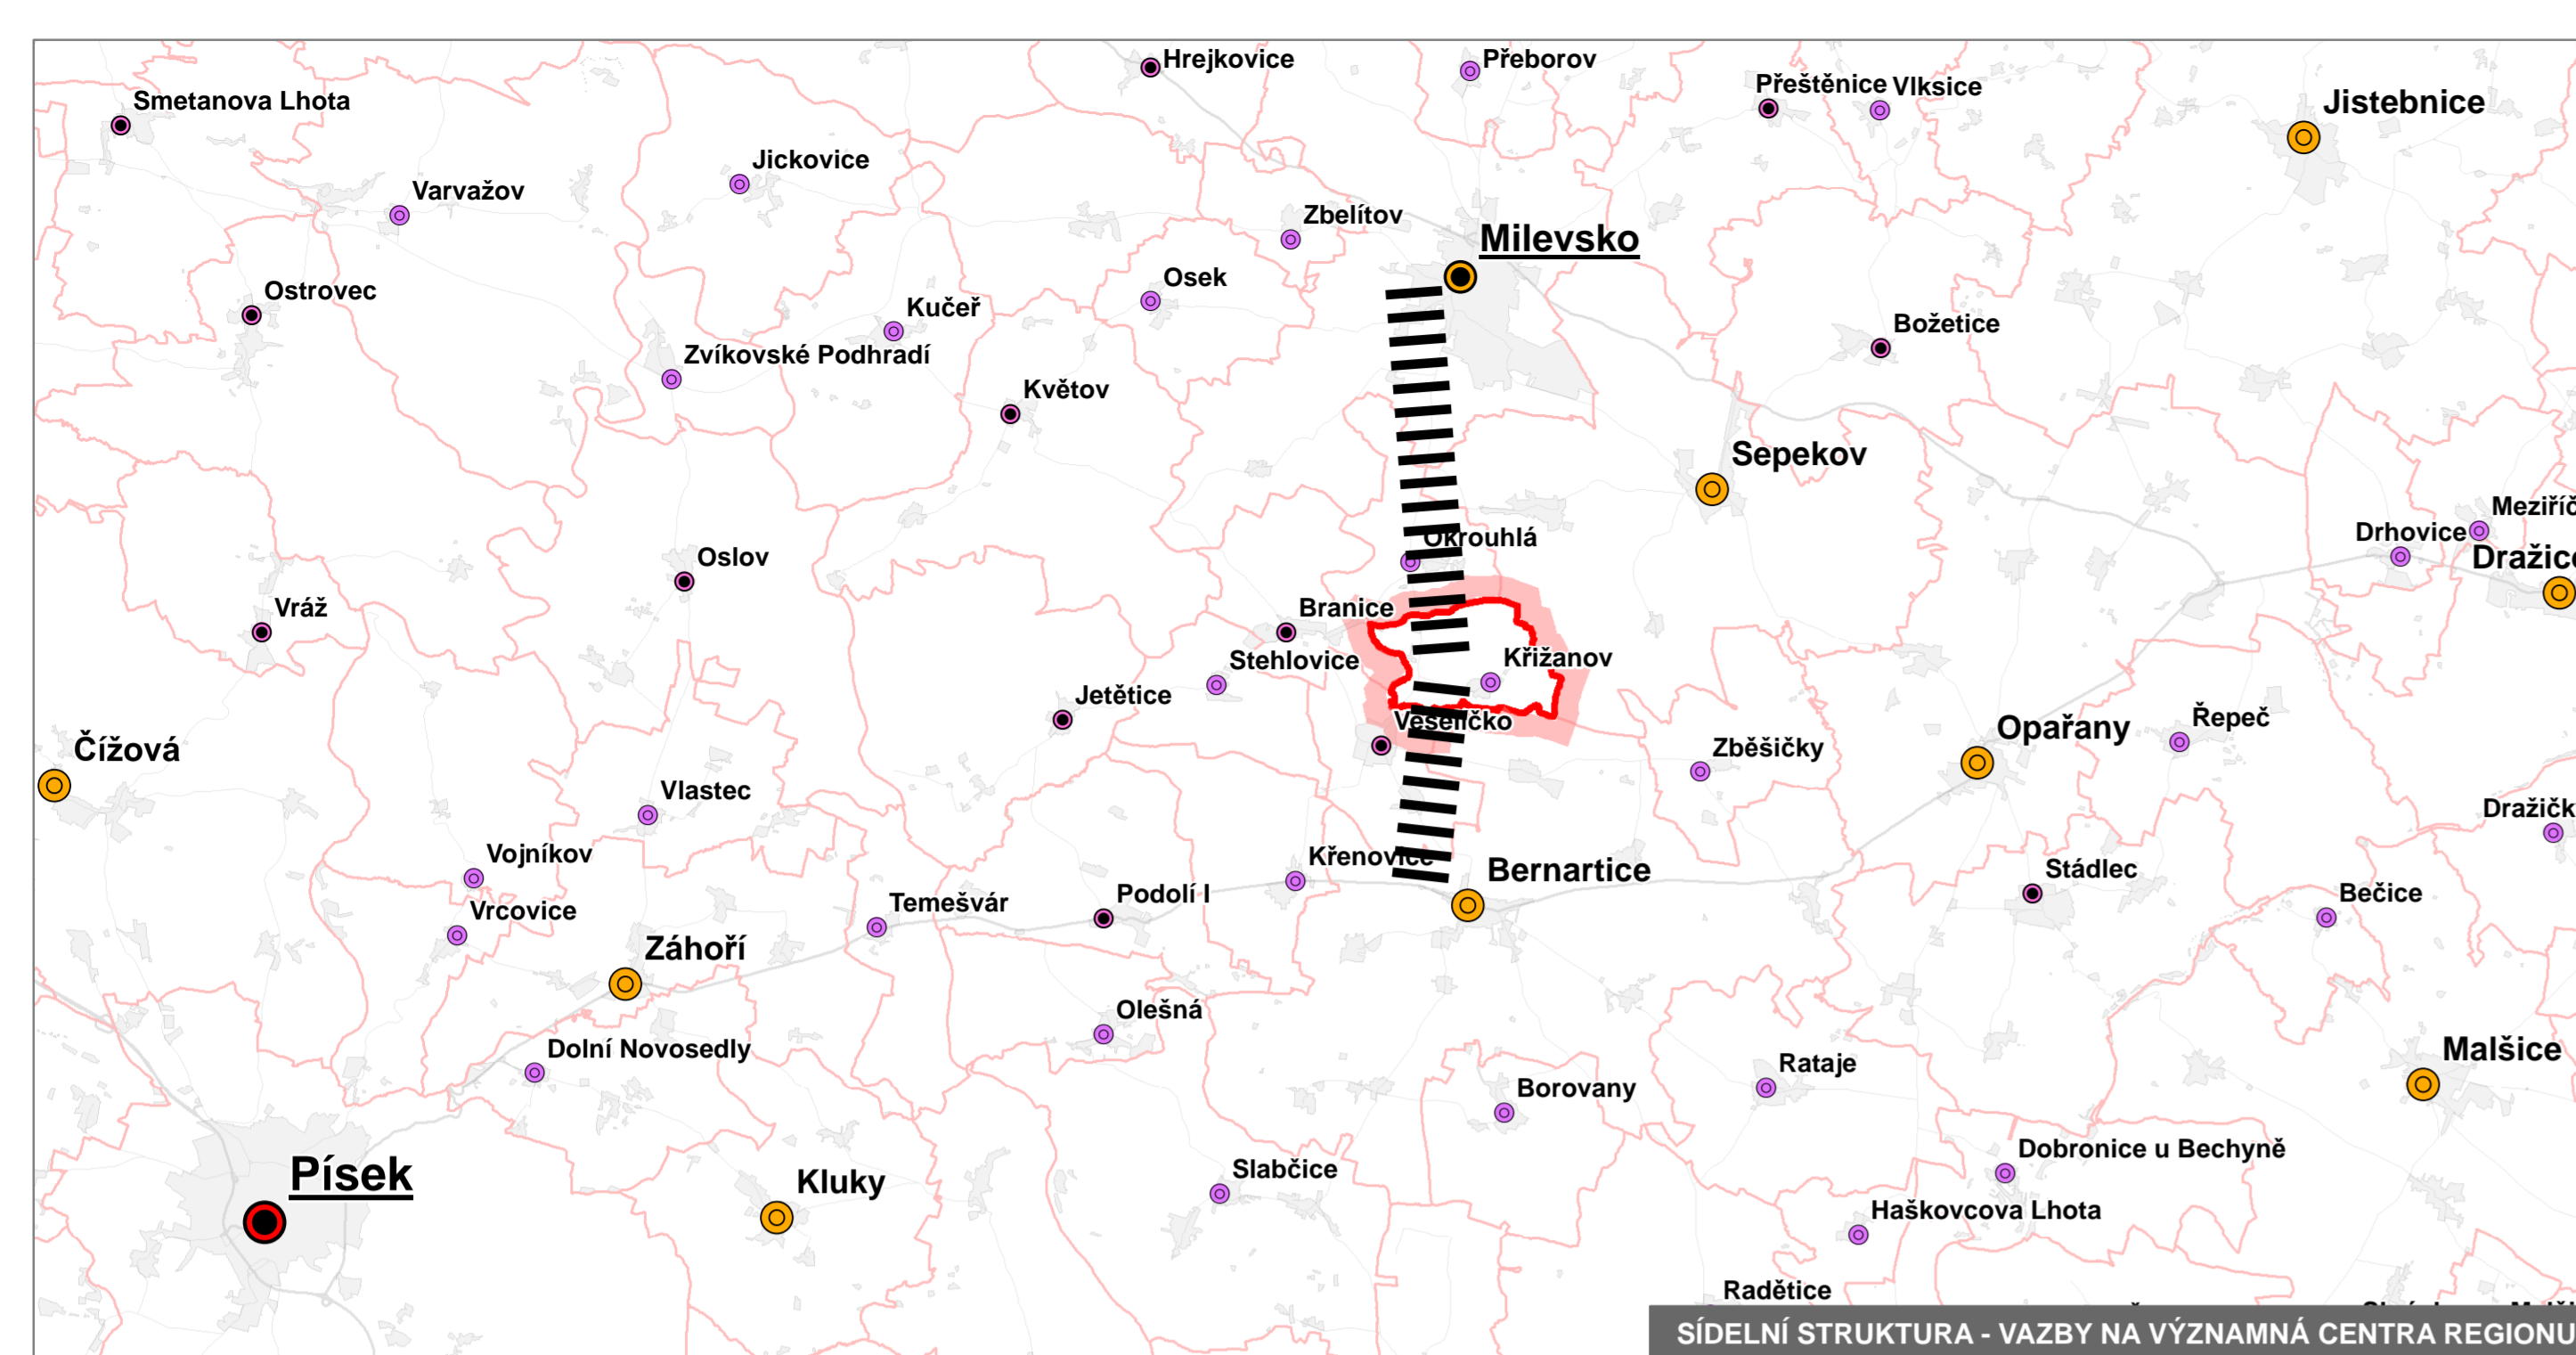 Hrejkovice
Přeborov
Přeštěnice
Vlksice
Jistebnice
Smetanova Lhota
Jickovice
Varvažov
Zbelítov
Milevsko
Osek
Ostrovec
Kučeř
Božetice
Zvíkovské Podhradí
Květov
Sepekov
Meziříč
Drhovice
Okrouhlá
Dražice
Oslov
Vráž
Branice
Křižanov
Stehlovice
Jetětice
Veselíčko
Řepeč
Opařany
Čížová
Zběšičky
Vlastec
Dražičk
Vojníkov
Křenovice
Bernartice
Stádlec
Bečice
Podolí I
Temešvár
Vrcovice
Záhoří
Olešná
Dolní Novosedly
Malšice
Rataje
Borovany
Dobronice u Bechyně
Slabčice
Písek
Kluky
Haškovcova Lhota
Radětice
SÍDELNÍ STRUKTURA - VAZBY NA VÝZNAMNÁ CENTRA REGIONU